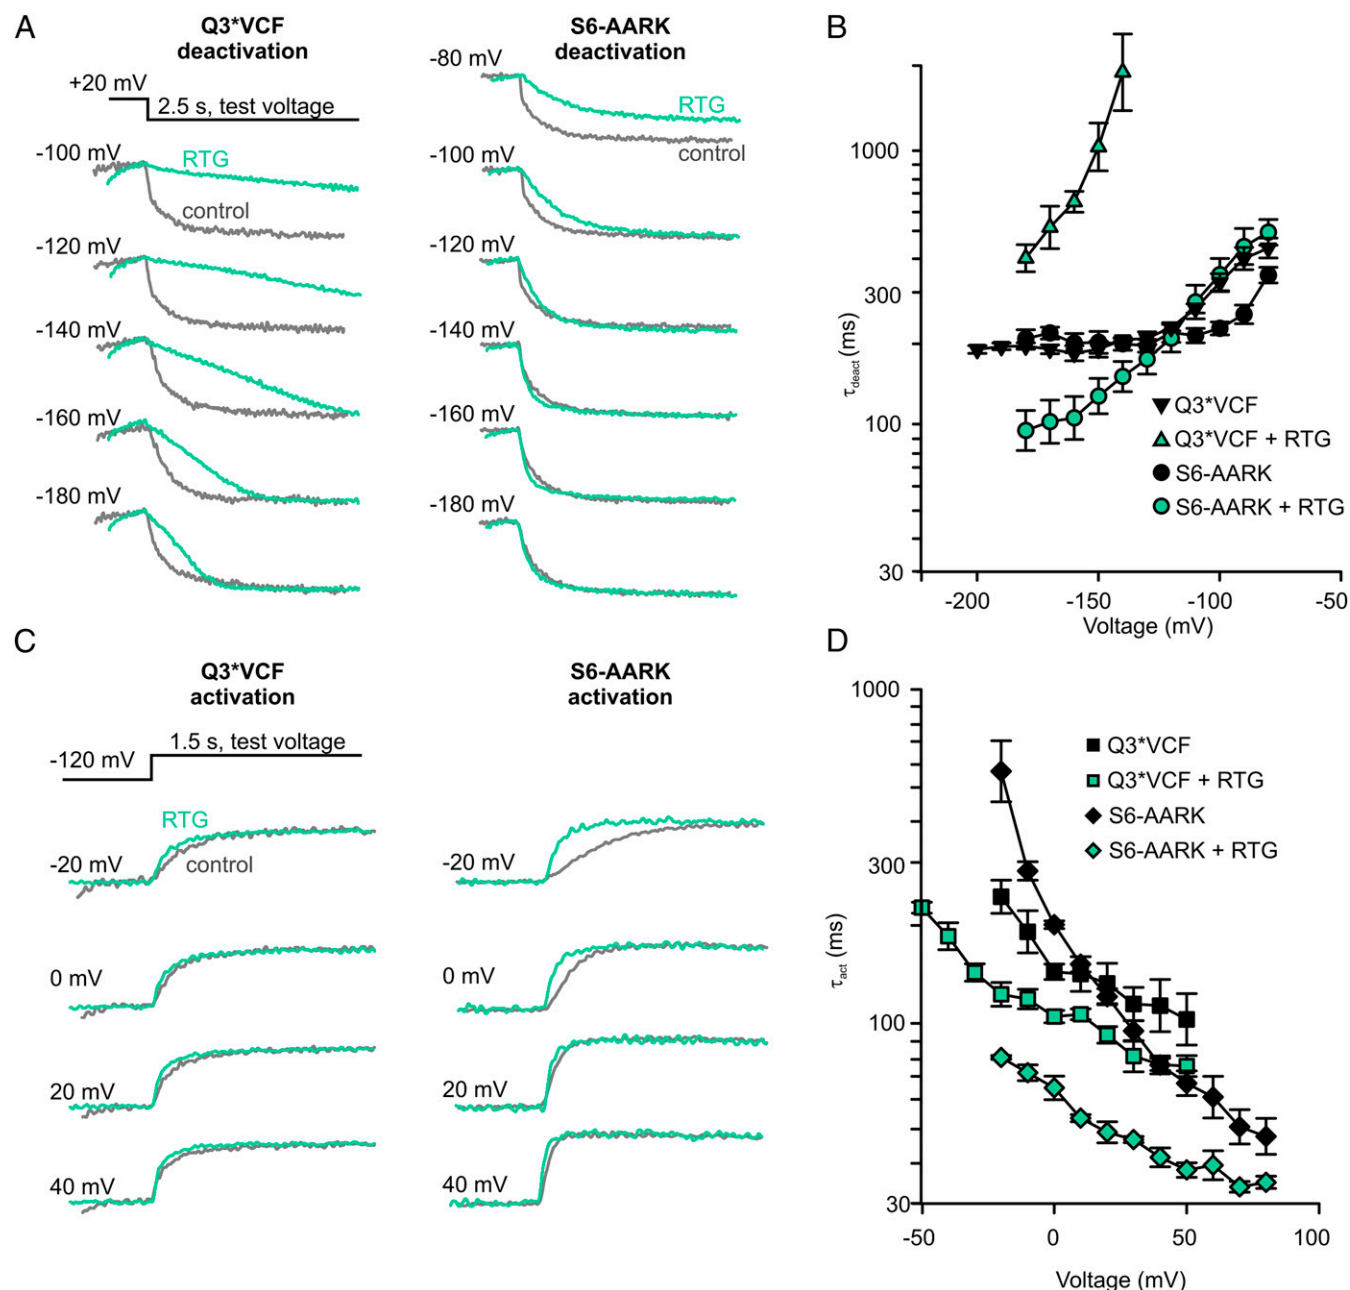 A
Q3*VCF
deactivation
+20 mV
2.5 s, test voltage
-100 mV
RTG
control
-120 mV
-140 mV
-160 mV
-180 mV
S6-AARK
deactivation
-80 mV
RTG
control
-100 mV
-120 mV
-140 mV
-160 mV
-180 mV
B
1000
300
100
30
τdeact (ms)
Q3*VCF
Q3*VCF + RTG
S6-AARK
S6-AARK + RTG
-200 -150 -100 -50
Voltage (mV)
C
Q3*VCF
activation
-120 mV
1.5 s, test voltage
RTG
control
-20 mV
0 mV
20 mV
40 mV
S6-AARK
activation
-20 mV
0 mV
20 mV
40 mV
D
1000
300
100
30
τact (ms)
Q3*VCF
Q3*VCF + RTG
S6-AARK
S6-AARK + RTG
-50 0 50 100
Voltage (mV)